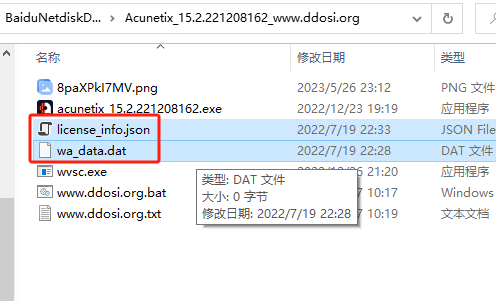 BaiduNetdiskD... > Acunetix_15.2.221208162_www.ddosi.org
名称 修改日期 类型
8paXPkI7MV.png 2023/5/26 23:12 PNG 文件
acunetix_15.2.221208162.exe 2022/12/23 19:19 应用程序
license_info.json 2022/7/19 22:33 JSON File
wa_data.dat 2022/7/19 22:28 DAT 文件
wvsc.exe 21:20 应用程序
www.ddosi.org.bat 10:19 Windows
www.ddosi.org.txt 10:17 文本文档
类型: DAT 文件
大小: 0 字节
修改日期: 2022/7/19 22:28